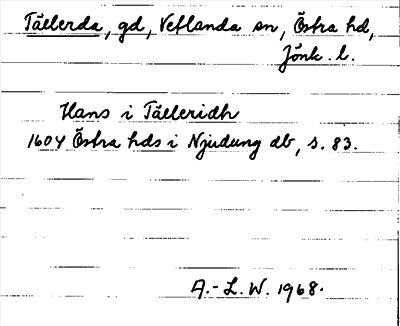 Tällerda, gd, Vetlanda sn, Östra hd,
Jönk. l.
Hans i Tälleridh
1604 Östra hds i Njudung db, s. 83.
A.-L. W. 1968.